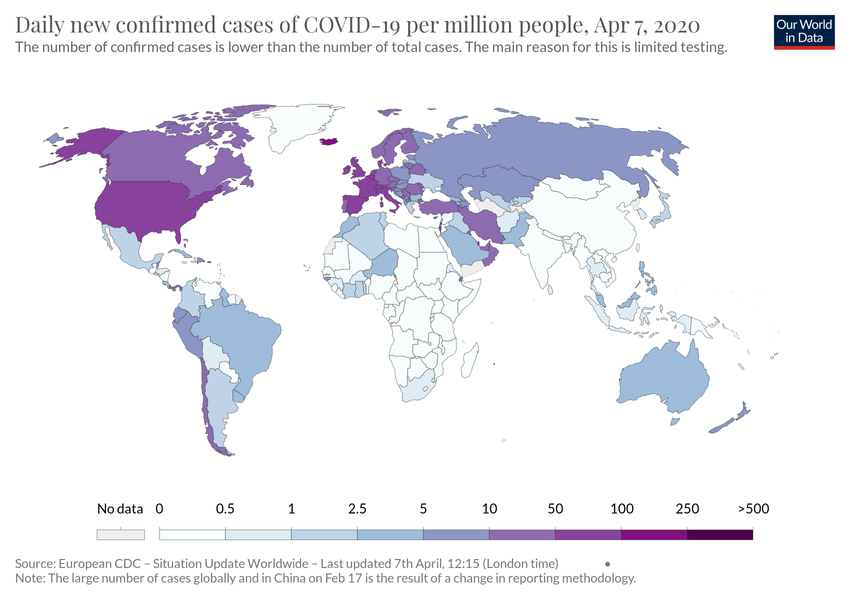 Daily new confirmed cases of COVID-19 per million people, Apr 7, 2020
The number of confirmed cases is lower than the number of total cases. The main reason for this is limited testing.
Our World
in Data
No data 0 0.5 1 2.5 5 10 50 100 250 >500
Source: European CDC – Situation Update Worldwide – Last updated 7th April, 12:15 (London time)
Note: The large number of cases globally and in China on Feb 17 is the result of a change in reporting methodology.